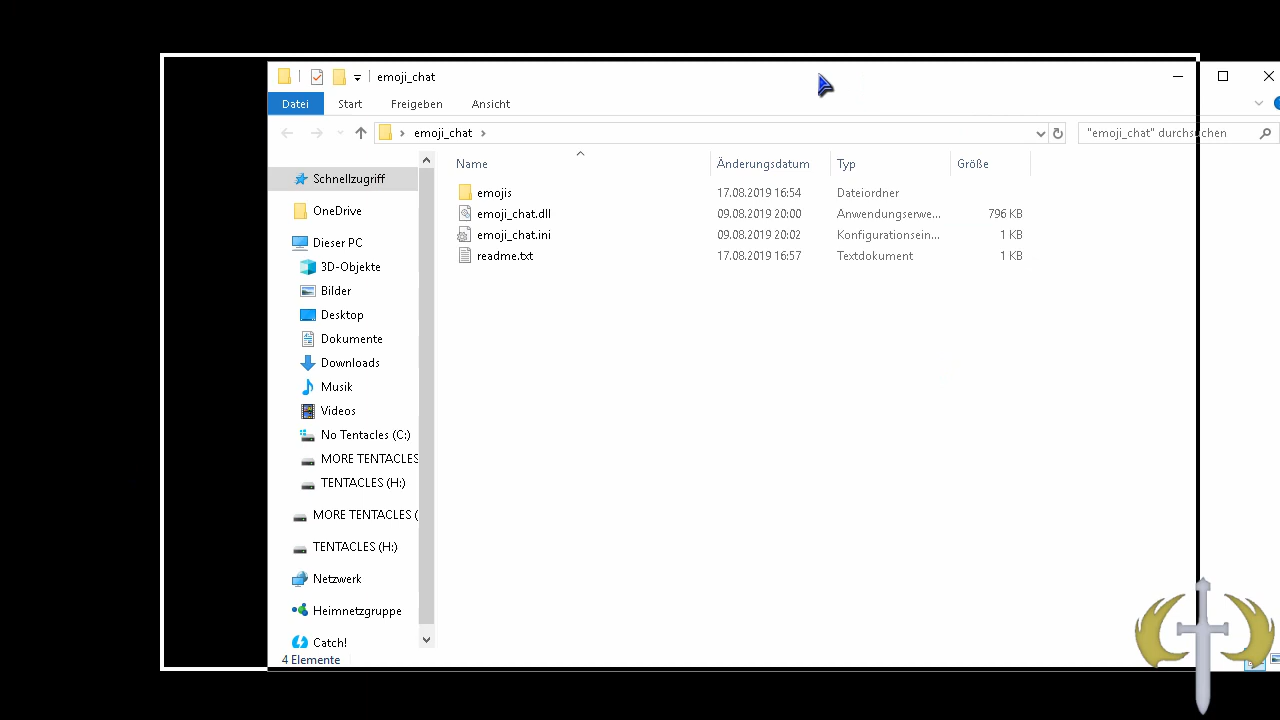 emoji_chat
Datei Start Freigeben Ansicht
emoji_chat "emoji_chat" durchsuchen
Name Änderungsdatum Typ Größe
Schnellzugriff
OneDrive
Dieser PC
3D-Objekte
Bilder
Desktop
Dokumente
Downloads
Musik
Videos
No Tentacles (C:)
MORE TENTACLES
TENTACLES (H:)
MORE TENTACLES (
TENTACLES (H:)
Netzwerk
Heimnetzgruppe
Catch!
emojis 17.08.2019 16:54 Dateiordner
emoji_chat.dll 09.08.2019 20:00 Anwendungserwe... 796 KB
emoji_chat.ini 09.08.2019 20:02 Konfigurationsein... 1 KB
readme.txt 17.08.2019 16:57 Textdokument 1 KB
4 Elemente